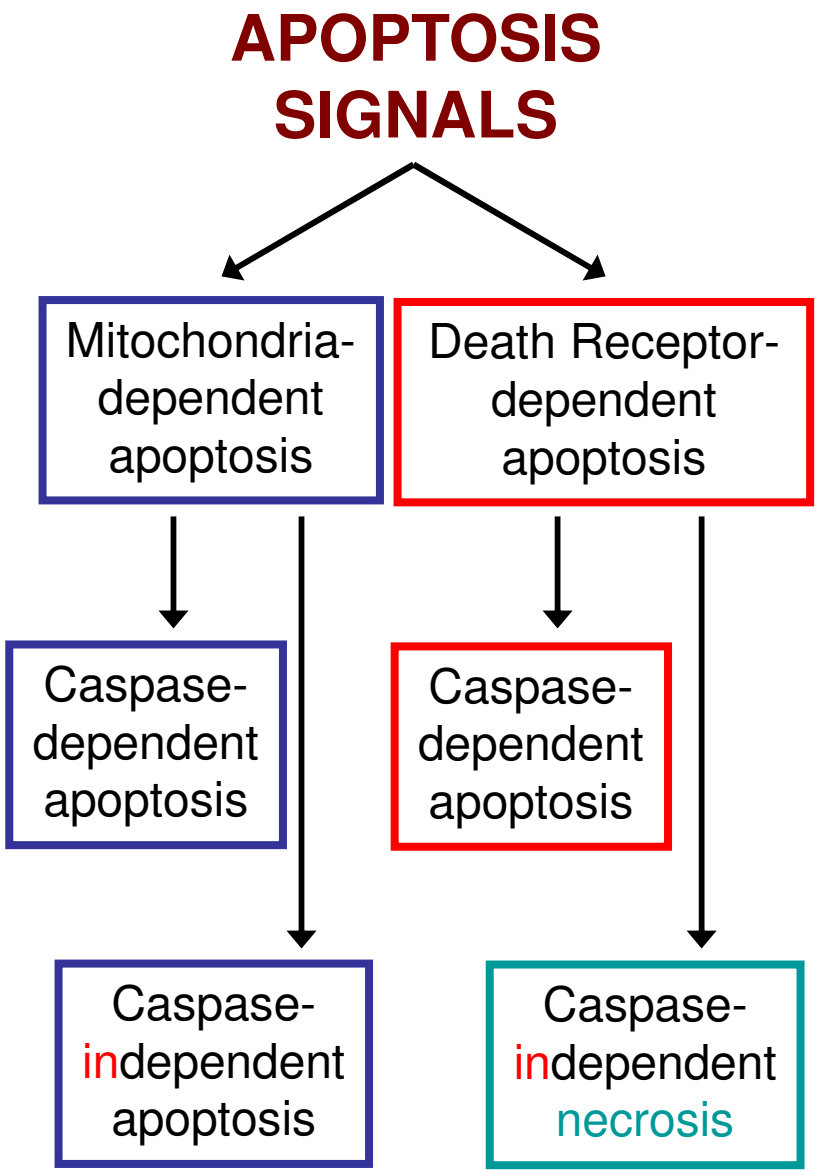 APOPTOSIS
SIGNALS
Mitochondria-
dependent
apoptosis
Death Receptor-
dependent
apoptosis
Caspase-
dependent
apoptosis
Caspase-
dependent
apoptosis
Caspase-
independent
apoptosis
Caspase-
independent
necrosis